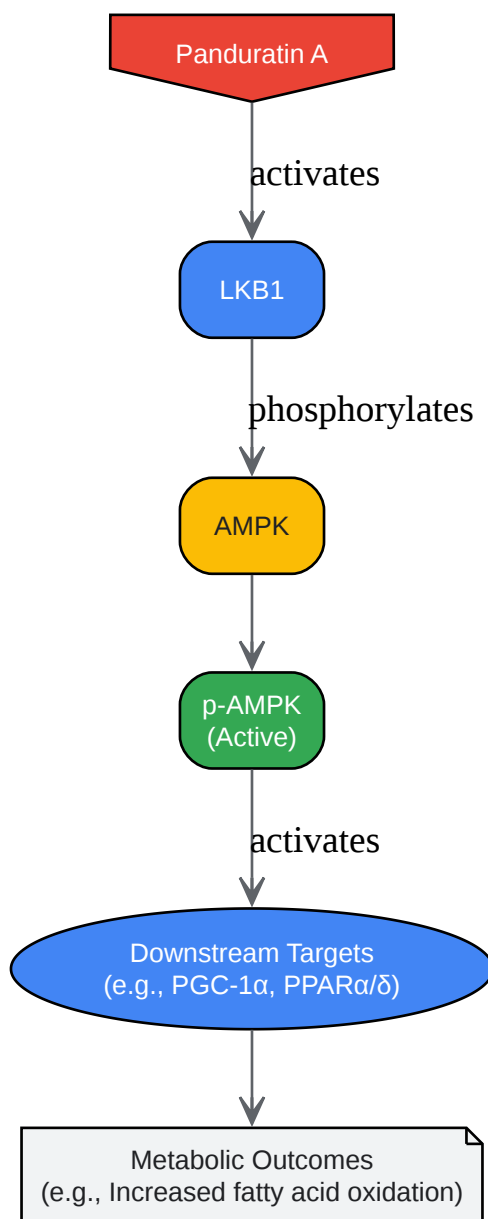 Panduratin A
activates
LKB1
phosphorylates
AMPK
p-AMPK
(Active)
activates
Downstream Targets
(e.g., PGC-1α, PPARα/δ)
Metabolic Outcomes
(e.g., Increased fatty acid oxidation)